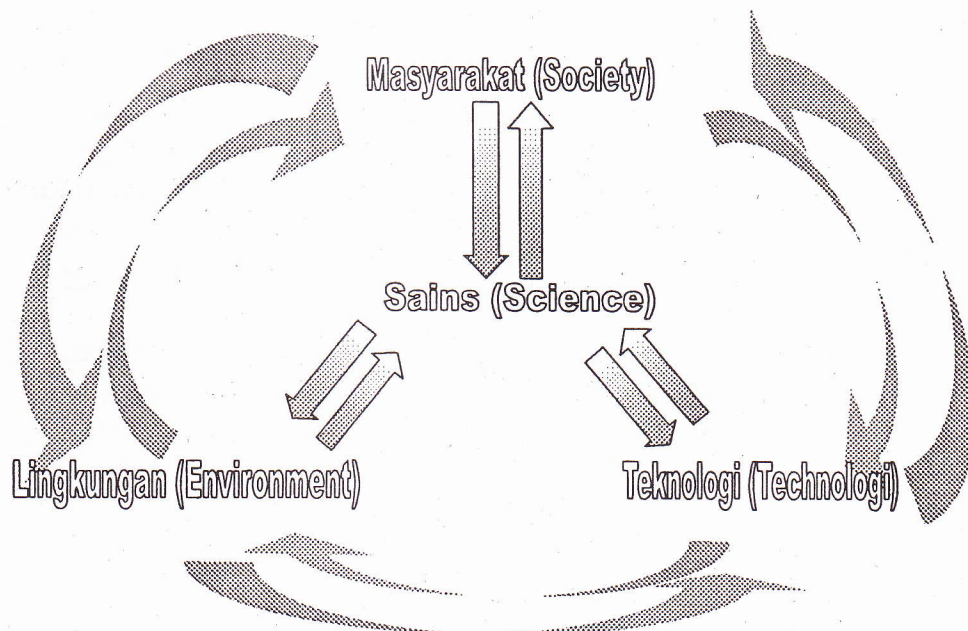 Masyarakat (Society)
Sains (Science)
Lingkungan (Environment)
Teknologi (Technologi)